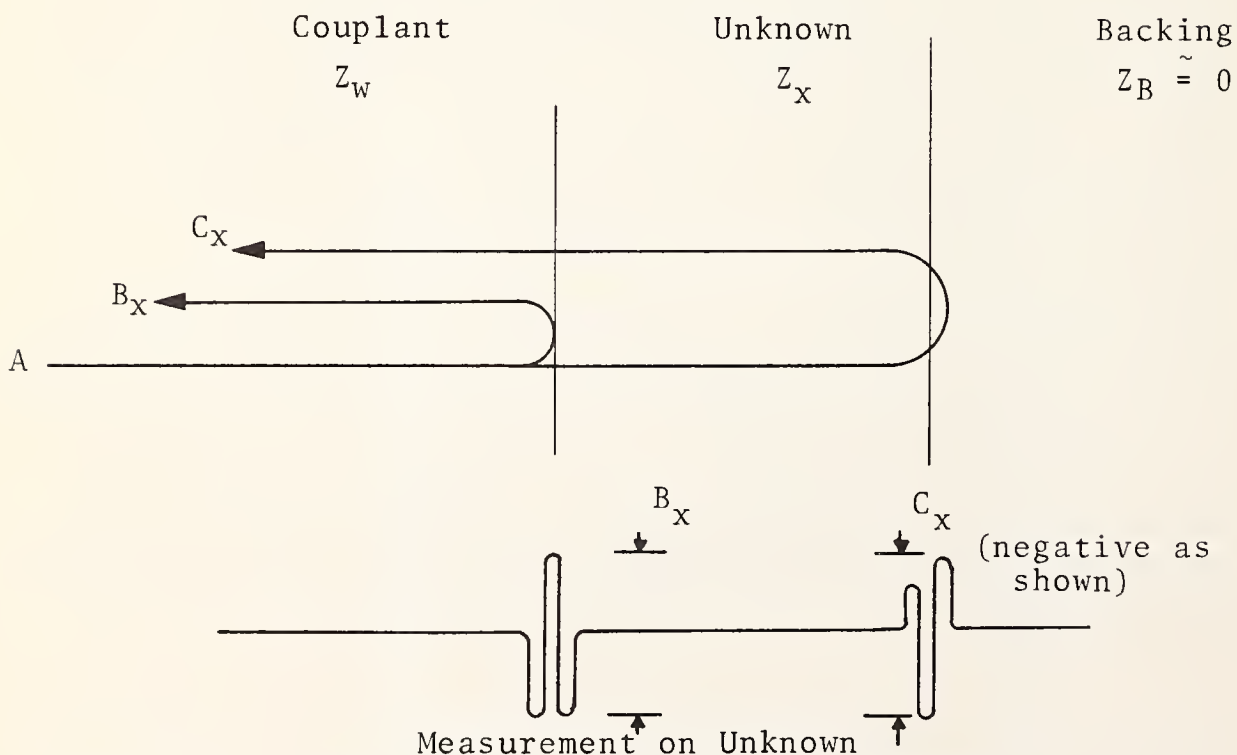 Couplant Unknown Backing
Z_w Z_x Z_B ≅ 0
C_x
B_x
A
B_x C_x (negative as
shown)
Measurement on Unknown